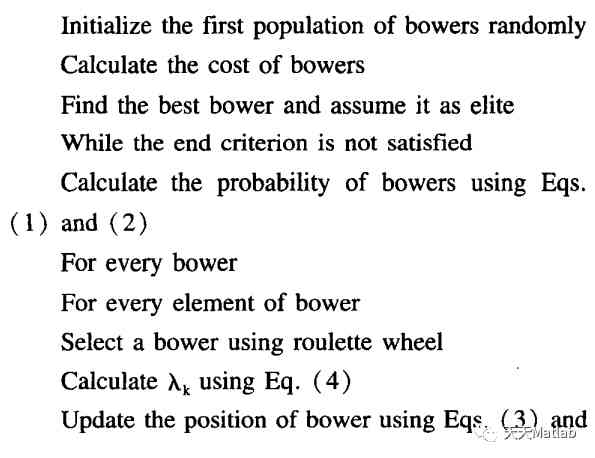 Initialize the first population of bowers randomly
Calculate the cost of bowers
Find the best bower and assume it as elite
While the end criterion is not satisfied
Calculate the probability of bowers using Eqs.
(1) and (2)
For every bower
For every element of bower
Select a bower using roulette wheel
Calculate λₖ using Eq. (4)
Update the position of bower using Eqs. (3) and
天天Matlab